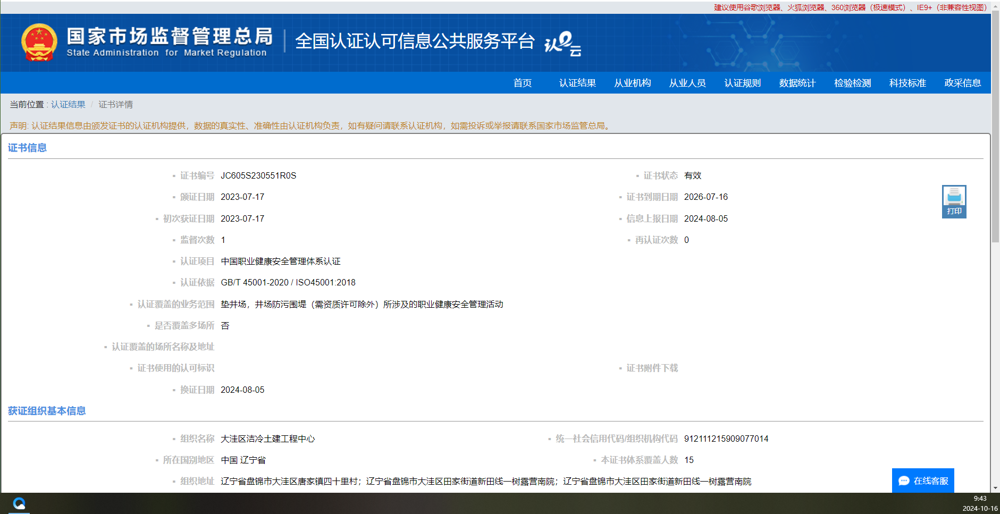 建议使用谷歌浏览器、火狐浏览器、360浏览器（极速模式）、IE9+（非兼容性视图）
国家市场监督管理总局
State Administration for Market Regulation
全国认证认可信息公共服务平台 认e云
首页 认证结果 从业机构 从业人员 认证规则 数据统计 检验检测 科技标准 政采信息
当前位置 : 认证结果 / 证书详情
声明: 认证结果信息由颁发证书的认证机构提供，数据的真实性、准确性由认证机构负责，如有疑问请联系认证机构，如需投诉或举报请联系国家市场监管总局。
证书信息
证书编号 JC605S230551R0S 证书状态 有效
颁证日期 2023-07-17 证书到期日期 2026-07-16
打印
初次获证日期 2023-07-17 信息上报日期 2024-08-05
监督次数 1 再认证次数 0
认证项目 中国职业健康安全管理体系认证
认证依据 GB/T 45001-2020 / ISO45001:2018
认证覆盖的业务范围 垫井场，井场防污围堤（需资质许可除外）所涉及的职业健康安全管理活动
是否覆盖多场所 否
认证覆盖的场所名称及地址
证书使用的认可标识 证书附件下载
换证日期 2024-08-05
获证组织基本信息
组织名称 大洼区洁冷土建工程中心 统一社会信用代码/组织机构代码 912111215909077014
所在国别地区 中国 辽宁省 本证书体系覆盖人数 15
组织地址 辽宁省盘锦市大洼区唐家镇四十里村；辽宁省盘锦市大洼区田家街道新田线一树露营南院；辽宁省盘锦市大洼区田家街道新田线一树露营南院
在线客服
9:43
2024-10-16